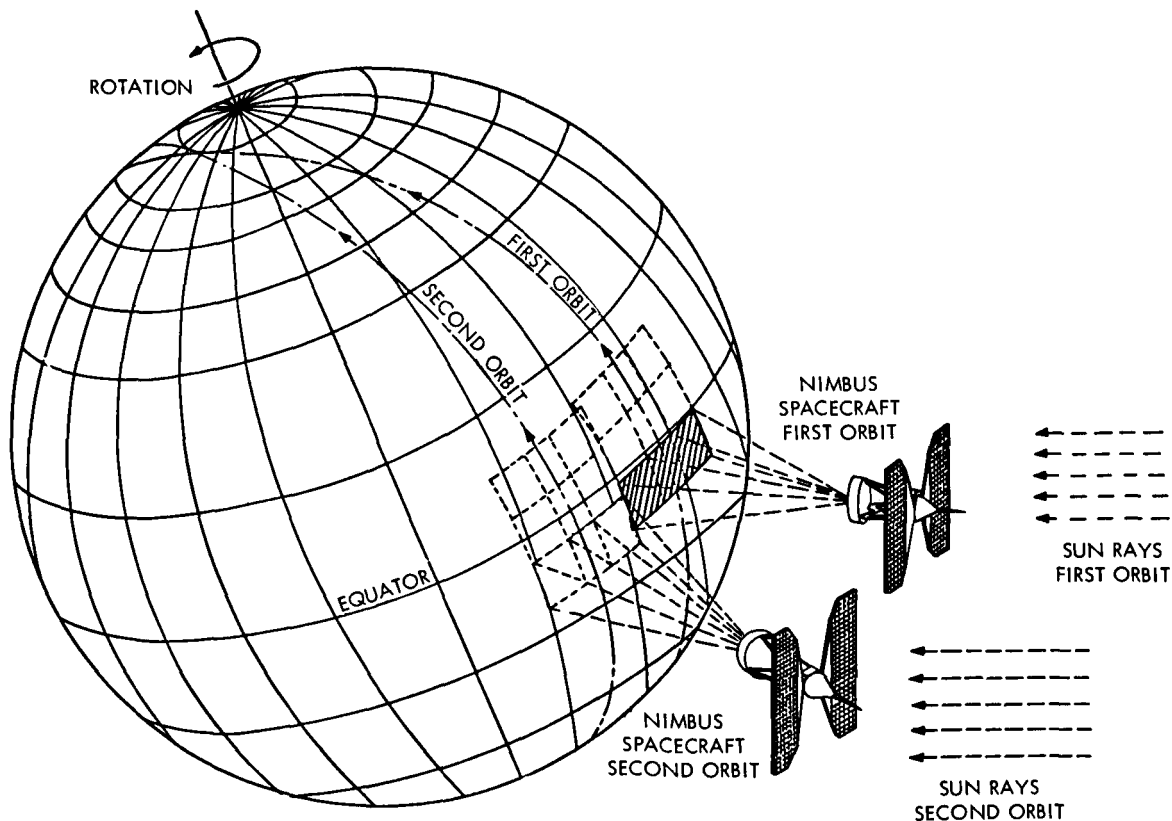 ROTATION
FIRST ORBIT
SECOND ORBIT
EQUATOR
NIMBUS
SPACECRAFT
FIRST ORBIT
SUN RAYS
FIRST ORBIT
NIMBUS
SPACECRAFT
SECOND ORBIT
SUN RAYS
SECOND ORBIT